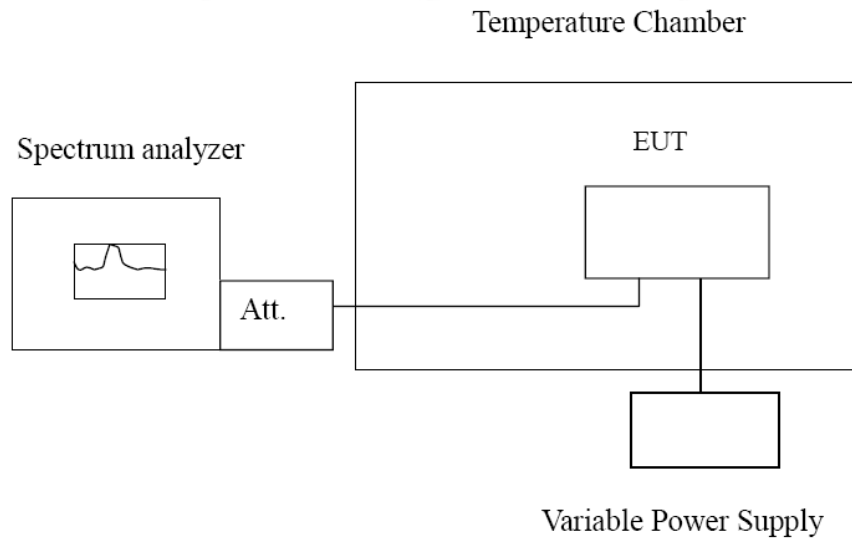 Temperature Chamber
EUT
Spectrum analyzer
Att.
Variable Power Supply